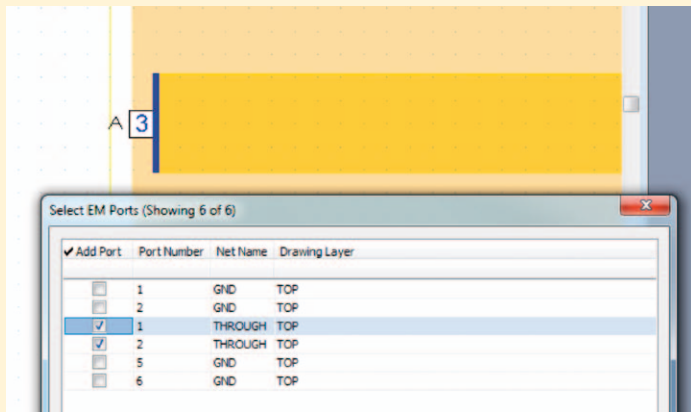 A 3
Select EM Ports (Showing 6 of 6)
✔ Add Port Port Number Net Name Drawing Layer
1 GND TOP
2 GND TOP
1 THROUGH TOP
2 THROUGH TOP
5 GND TOP
6 GND TOP